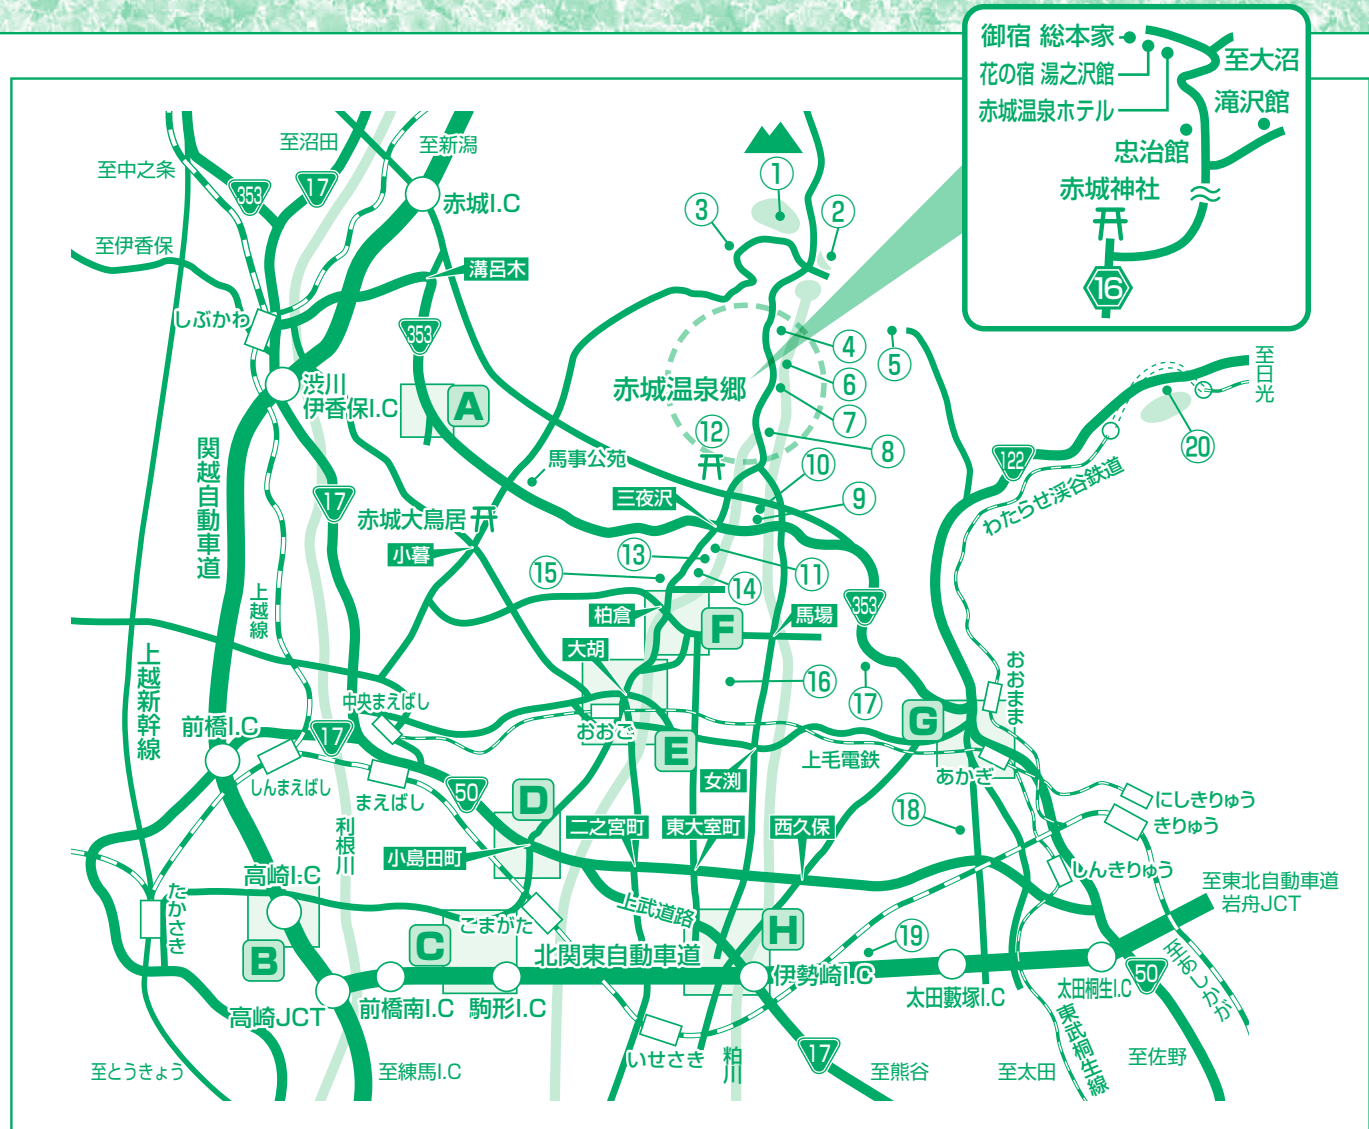 御宿 総本家
花の宿 湯之沢館
赤城温泉ホテル
至大沼
滝沢館
忠治館
赤城神社
16
至沼田
至新潟
至中之条
353
17
赤城I.C
至伊香保
溝呂木
しぶかわ
353
渋川
伊香保I.C
A
関越自動車道
17
①
②
③
④
⑤
⑥
⑦
⑧
⑨
⑩
⑪
⑫
⑬
⑭
⑮
⑯
⑰
⑱
⑲
⑳
赤城温泉郷
至日光
122
わたらせ渓谷鉄道
馬事公苑
三夜沢
赤城大鳥居
小暮
上越線
353
柏倉
F
馬場
大胡
上越新幹線
中央まえばし
前橋I.C
17
おおご
E
G
おおまま
女渕
上毛電鉄
あかぎ
しんまえばし
まえばし
50
D
利根川
小島田町
二之宮町
東大室町
西久保
にしきりゅう
きりゅう
しんきりゅう
高崎I.C
たかさき
B
C
こまがた
上武道路
H
北関東自動車道
伊勢崎I.C
至東北自動車道
岩舟JCT
至あしかが
50
高崎JCT
前橋南I.C
駒形I.C
太田藪塚I.C
太田桐生I.C
いせさき
粕川
17
東武桐生線
至とうきょう
至練馬I.C
至熊谷
至太田
至佐野